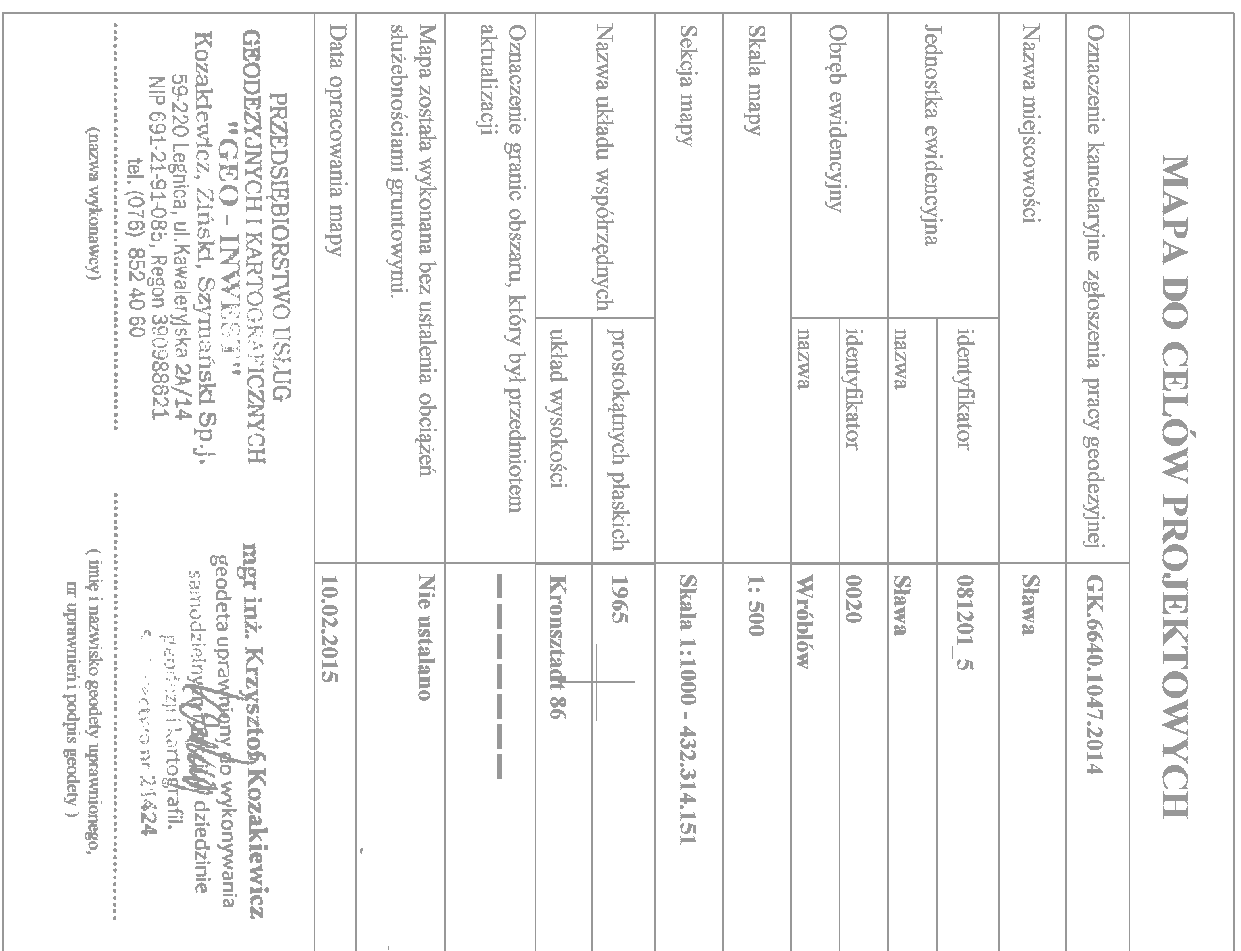 MAPA DO CELÓW PROJEKTOWYCH
Oznaczenie kancelaryjne zgłoszenia pracy geodezyjnej GK.6640.1047.2014
Nazwa miejscowości Sława
Jednostka ewidencyjna identyfikator 081201_5
nazwa Sława
Obręb ewidencyjny identyfikator 0020
nazwa Wróblów
Skala mapy 1: 500
Sekcja mapy Skala 1:1000 - 432.314.151
Nazwa układu współrzędnych prostokątnych płaskich 1965
układ wysokości Kronsztadt 86
Oznaczenie granic obszaru, który był przedmiotem
aktualizacji
Mapa została wykonana bez ustalenia obciążeń
służebnościami gruntowymi. Nie ustalano
Data opracowania mapy 10.02.2015
PRZEDSIĘBIORSTWO USŁUG
GEODEZYJNYCH I KARTOGRAFICZNYCH
"GEO - INWEST"
Kozakiewicz, Ziński, Szymański Sp.j.
59-220 Legnica, ul.Kawaleryjska 2A/14
NIP 691-21-91-085, Regon 390988621
tel. (076) 852 40 60
(nazwa wykonawcy)
mgr inż. Krzysztof Kozakiewicz
geodeta uprawniony do wykonywania
dziedzinie
geodezji i kartografii.
nr 21424
( imię i nazwisko geodety uprawnionego,
nr uprawnień i podpis geodety )